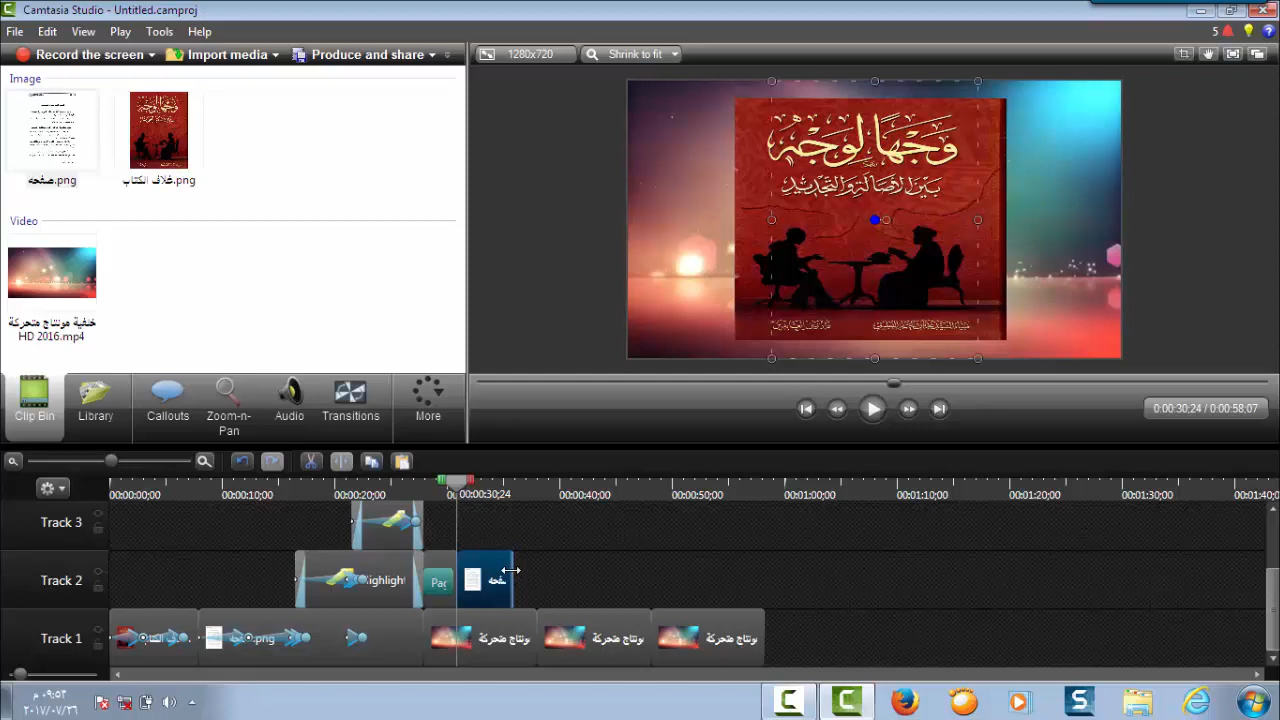 Camtasia Studio - Untitled.camproj
File Edit View Play Tools Help
5
Record the screen Import media Produce and share
1280x720 Shrink to fit
Image
صفحه.png
غلاف الكتاب.png
Video
خلفية مونتاج متحركة
HD 2016.mp4
وجهًا لوجه
بين الأصالة والتجديد
Clip Bin Library Callouts Zoom-n-Pan Audio Transitions More
0:00:30;24 / 0:00:58;07
00:00:00;00 00:00:10;00 00:00:20;00 00:00:30;24 00:00:40;00 00:00:50;00 00:01:00;00 00:01:10;00 00:01:20;00 00:01:30;00 00:01:40;00
Track 3
Track 2 Highlight Pag
Track 1 مونتاج متحركة مونتاج متحركة مونتاج متحركة
٠٩:٥٣ م
٢٠١٧/٠٧/٢٦